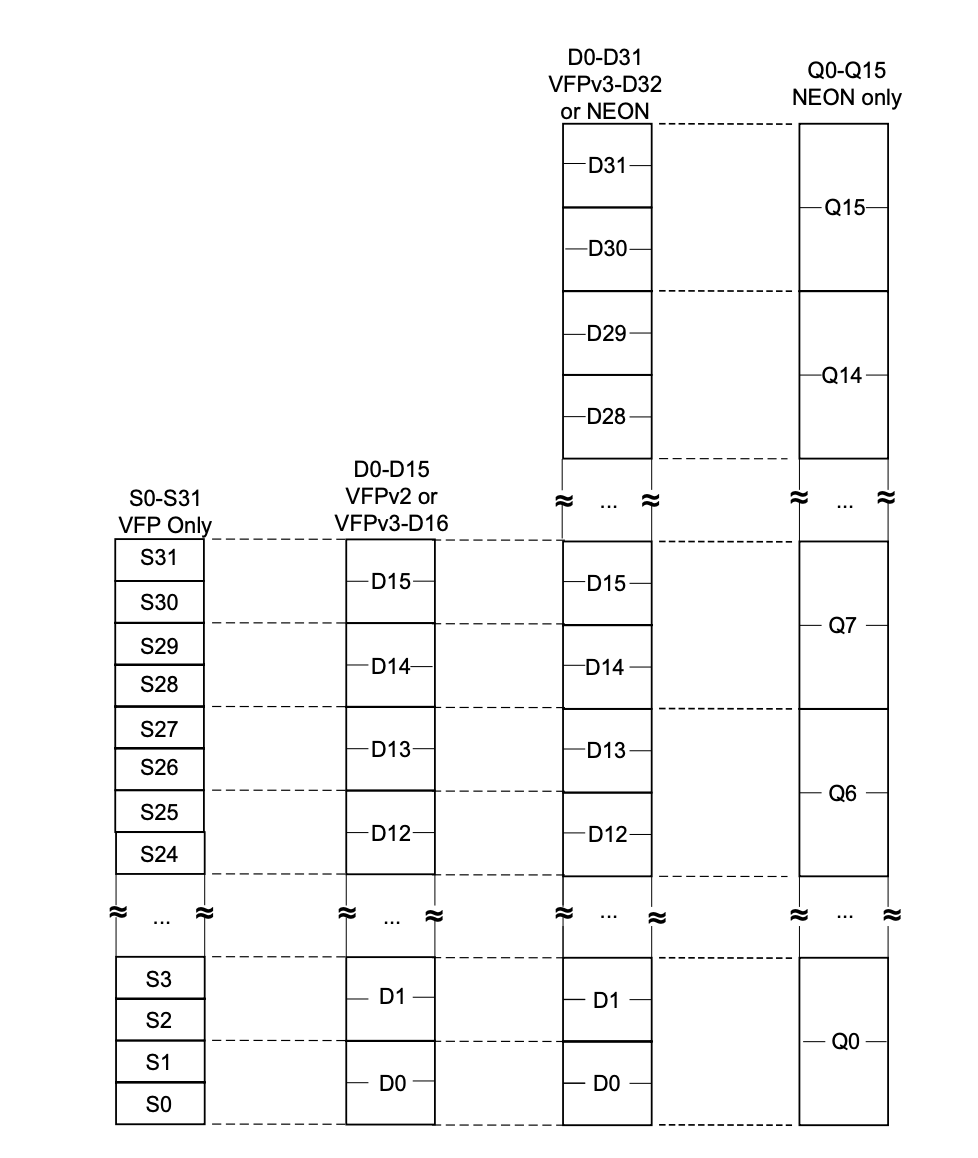 D0-D31
VFPv3-D32
or NEON
Q0-Q15
NEON only
D31
D30
Q15
D29
D28
Q14
...
...
S0-S31
VFP Only
D0-D15
VFPv2 or
VFPv3-D16
S31
S30
S29
S28
S27
S26
S25
S24
D15
D14
D13
D12
D15
D14
D13
D12
Q7
Q6
...
...
...
...
S3
S2
S1
S0
D1
D0
D1
D0
Q0